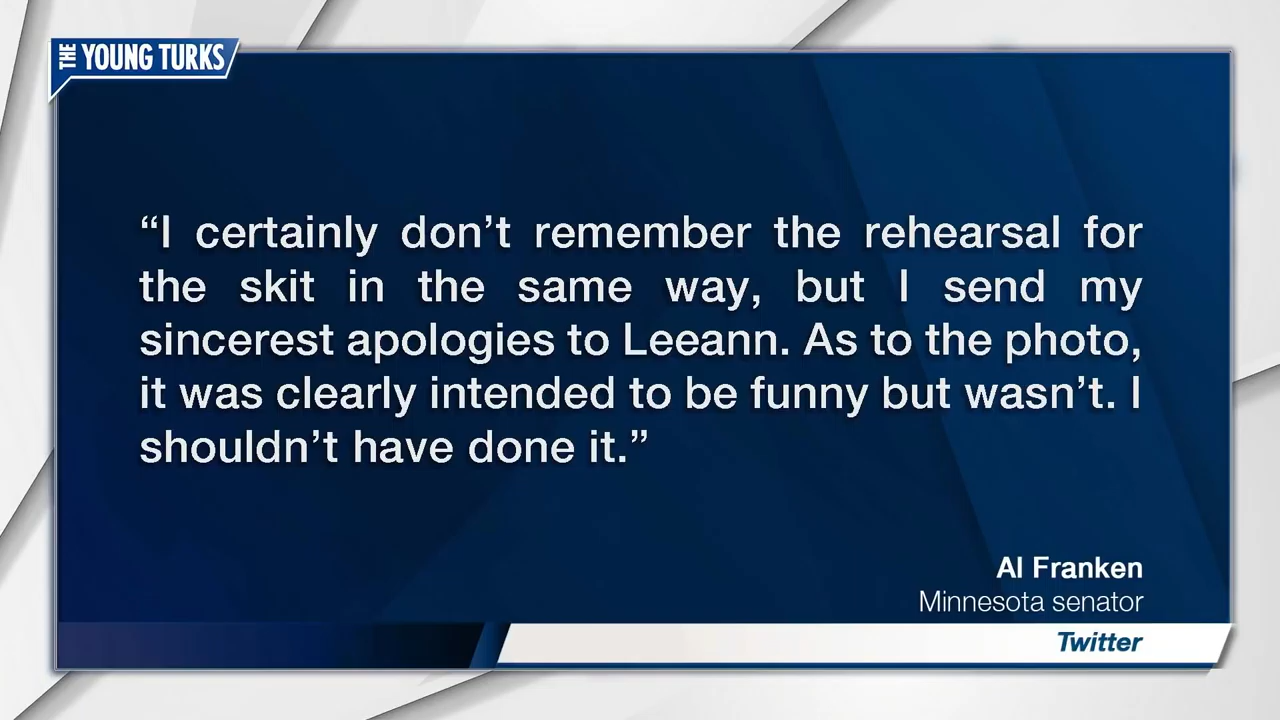 THE YOUNG TURKS
“I certainly don’t remember the rehearsal for
the skit in the same way, but I send my
sincerest apologies to Leeann. As to the photo,
it was clearly intended to be funny but wasn’t. I
shouldn’t have done it.”
Al Franken
Minnesota senator
Twitter